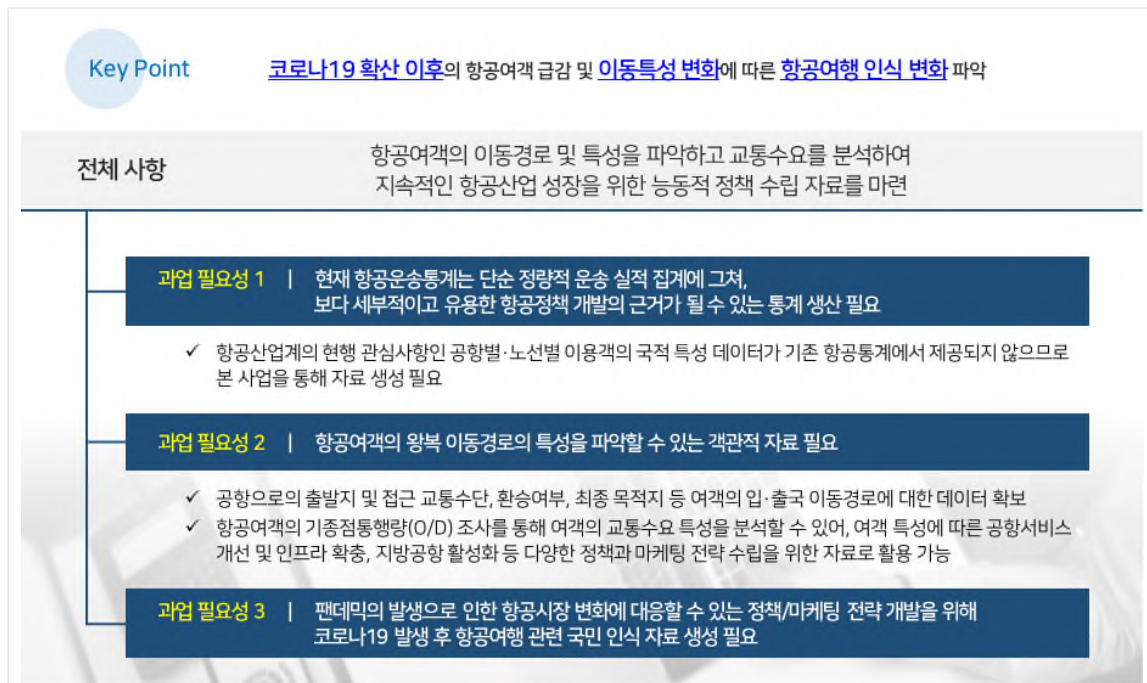 Key Point
코로나19 확산 이후의 항공여객 급감 및 이동특성 변화에 따른 항공여행 인식 변화 파악
전체 사항
항공여객의 이동경로 및 특성을 파악하고 교통수요를 분석하여
지속적인 항공산업 성장을 위한 능동적 정책 수립 자료를 마련
과업 필요성 1 | 현재 항공운송통계는 단순 정량적 운송 실적 집계에 그쳐,
보다 세부적이고 유용한 항공정책 개발의 근거가 될 수 있는 통계 생산 필요
✓ 항공산업계의 현행 관심사항인 공항별·노선별 이용객의 국적 특성 데이터가 기존 항공통계에서 제공되지 않으므로
본 사업을 통해 자료 생성 필요
과업 필요성 2 | 항공여객의 왕복 이동경로의 특성을 파악할 수 있는 객관적 자료 필요
✓ 공항으로의 출발지 및 접근 교통수단, 환승여부, 최종 목적지 등 여객의 입·출국 이동경로에 대한 데이터 확보
✓ 항공여객의 기종점통행량(O/D) 조사를 통해 여객의 교통수요 특성을 분석할 수 있어, 여객 특성에 따른 공항서비스
개선 및 인프라 확충, 지방공항 활성화 등 다양한 정책과 마케팅 전략 수립을 위한 자료로 활용 가능
과업 필요성 3 | 팬데믹의 발생으로 인한 항공시장 변화에 대응할 수 있는 정책/마케팅 전략 개발을 위해
코로나19 발생 후 항공여행 관련 국민 인식 자료 생성 필요